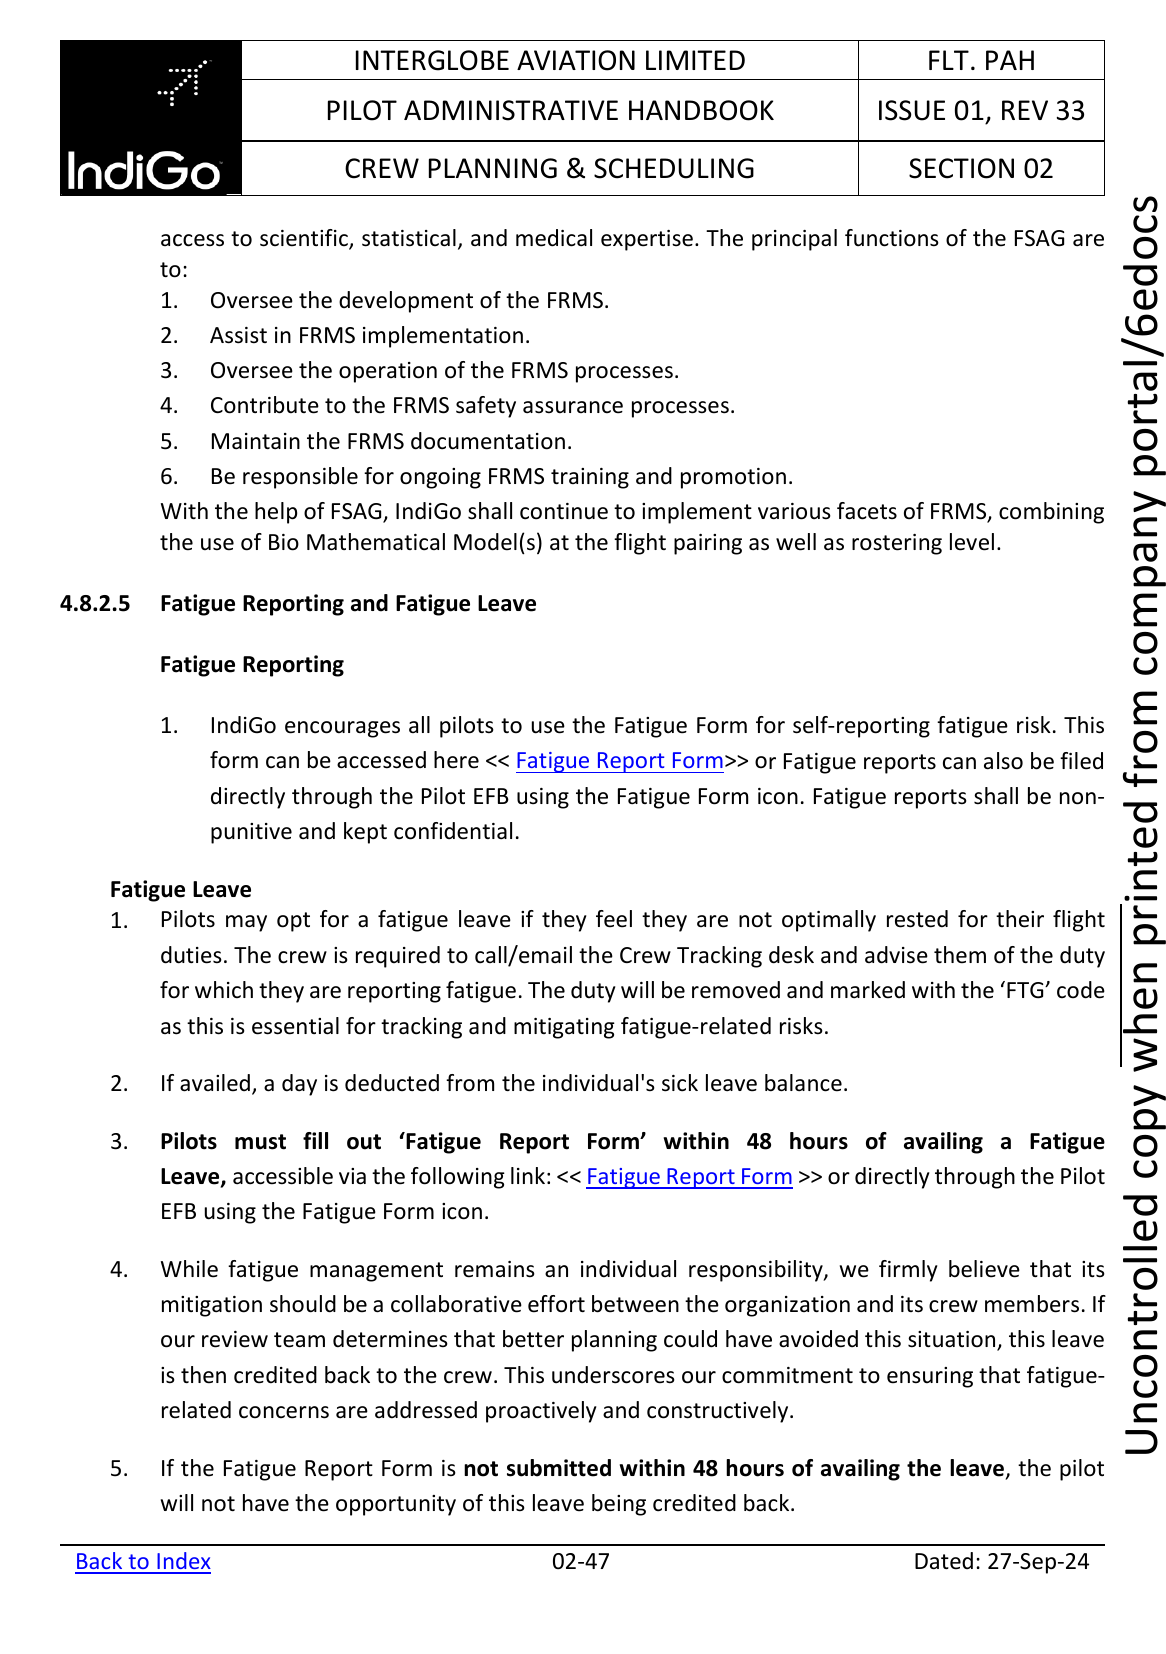 INTERGLOBE AVIATION LIMITED
FLT. PAH
PILOT ADMINISTRATIVE HANDBOOK
ISSUE 01, REV 33
IndiGo
CREW PLANNING & SCHEDULING
SECTION 02
access to scientific, statistical, and medical expertise. The principal functions of the FSAG are
to:
1. Oversee the development of the FRMS.
2. Assist in FRMS implementation.
3. Oversee the operation of the FRMS processes.
4. Contribute to the FRMS safety assurance processes.
5. Maintain the FRMS documentation.
6. Be responsible for ongoing FRMS training and promotion.
With the help of FSAG, IndiGo shall continue to implement various facets of FRMS, combining
the use of Bio Mathematical Model(s) at the flight pairing as well as rostering level.
4.8.2.5 Fatigue Reporting and Fatigue Leave
Fatigue Reporting
1. IndiGo encourages all pilots to use the Fatigue Form for self-reporting fatigue risk. This
form can be accessed here << Fatigue Report Form>> or Fatigue reports can also be filed
directly through the Pilot EFB using the Fatigue Form icon. Fatigue reports shall be non-
punitive and kept confidential.
Fatigue Leave
1. Pilots may opt for a fatigue leave if they feel they are not optimally rested for their flight
duties. The crew is required to call/email the Crew Tracking desk and advise them of the duty
for which they are reporting fatigue. The duty will be removed and marked with the ‘FTG’ code
as this is essential for tracking and mitigating fatigue-related risks.
2. If availed, a day is deducted from the individual's sick leave balance.
3. Pilots must fill out ‘Fatigue Report Form’ within 48 hours of availing a Fatigue
Leave, accessible via the following link: << Fatigue Report Form >> or directly through the Pilot
EFB using the Fatigue Form icon.
4. While fatigue management remains an individual responsibility, we firmly believe that its
mitigation should be a collaborative effort between the organization and its crew members. If
our review team determines that better planning could have avoided this situation, this leave
is then credited back to the crew. This underscores our commitment to ensuring that fatigue-
related concerns are addressed proactively and constructively.
5. If the Fatigue Report Form is not submitted within 48 hours of availing the leave, the pilot
will not have the opportunity of this leave being credited back.
Back to Index
02-47
Dated: 27-Sep-24
Uncontrolled copy when printed from company portal/6edocs